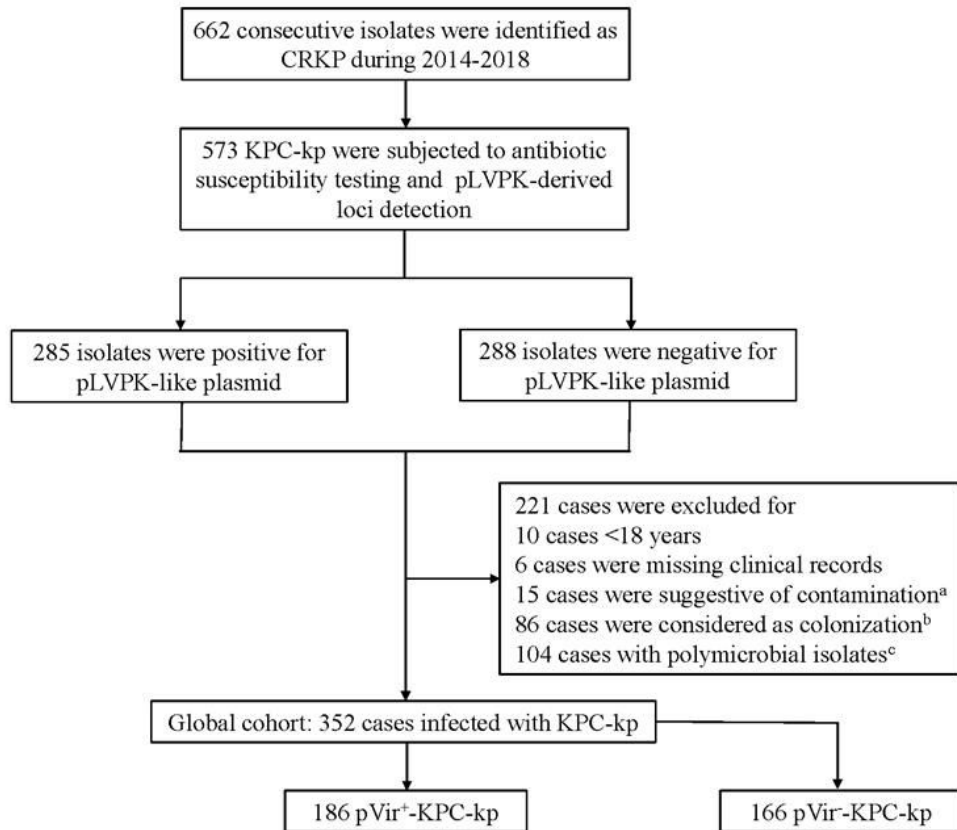 662 consecutive isolates were identified as
CRKP during 2014-2018
573 KPC-kp were subjected to antibiotic
susceptibility testing and pLVPK-derived
loci detection
285 isolates were positive for
pLVPK-like plasmid
288 isolates were negative for
pLVPK-like plasmid
221 cases were excluded for
10 cases <18 years
6 cases were missing clinical records
15 cases were suggestive of contaminationᵃ
86 cases were considered as colonizationᵇ
104 cases with polymicrobial isolatesᶜ
Global cohort: 352 cases infected with KPC-kp
186 pVir⁺-KPC-kp
166 pVir⁻-KPC-kp